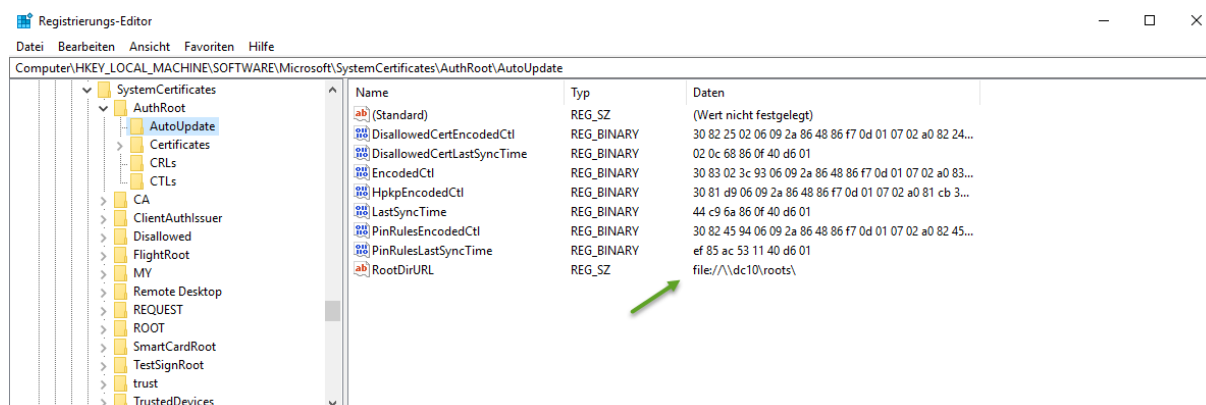 Registrierungs-Editor
Datei Bearbeiten Ansicht Favoriten Hilfe
Computer\HKEY_LOCAL_MACHINE\SOFTWARE\Microsoft\SystemCertificates\AuthRoot\AutoUpdate
SystemCertificates
AuthRoot
AutoUpdate
Certificates
CRLs
CTLs
CA
ClientAuthIssuer
Disallowed
FlightRoot
MY
Remote Desktop
REQUEST
ROOT
SmartCardRoot
TestSignRoot
trust
TrustedDevices
Name Typ Daten
(Standard) REG_SZ (Wert nicht festgelegt)
DisallowedCertEncodedCtl REG_BINARY 30 82 25 02 06 09 2a 86 48 86 f7 0d 01 07 02 a0 82 24...
DisallowedCertLastSyncTime REG_BINARY 02 0c 68 86 0f 40 d6 01
EncodedCtl REG_BINARY 30 83 02 3c 93 06 09 2a 86 48 86 f7 0d 01 07 02 a0 83...
HpkpEncodedCtl REG_BINARY 30 81 d9 06 09 2a 86 48 86 f7 0d 01 07 02 a0 81 cb 3...
LastSyncTime REG_BINARY 44 c9 6a 86 0f 40 d6 01
PinRulesEncodedCtl REG_BINARY 30 82 45 94 06 09 2a 86 48 86 f7 0d 01 07 02 a0 82 45...
PinRulesLastSyncTime REG_BINARY ef 85 ac 53 11 40 d6 01
RootDirURL REG_SZ file://\\dc10\roots\